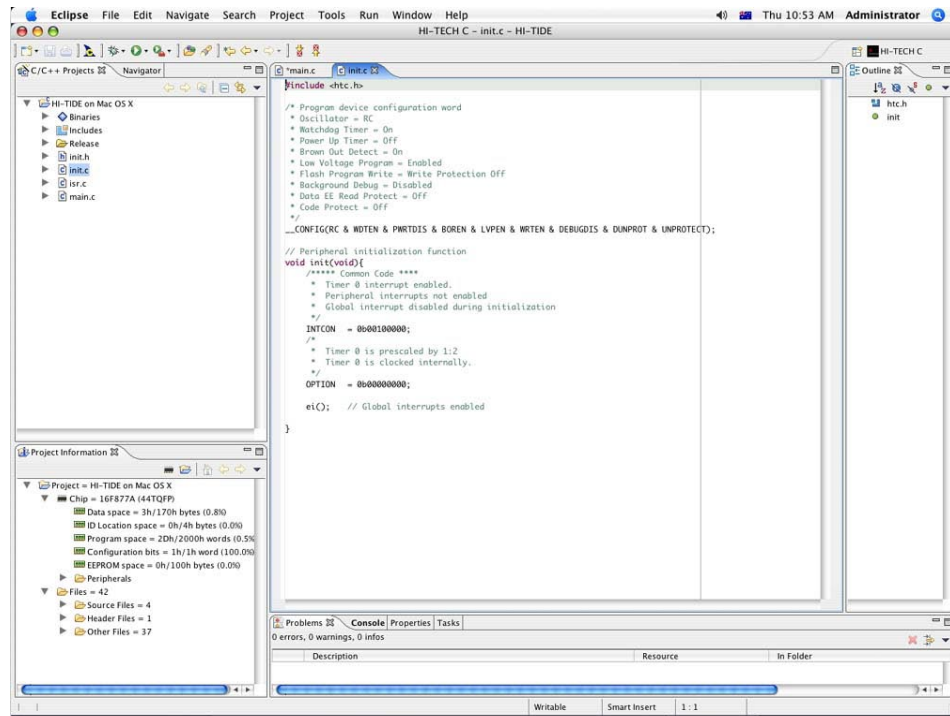 Eclipse File Edit Navigate Search Project Tools Run Window Help Thu 10:53 AM Administrator
HI-TECH C - init.c - HI-TIDE
HI-TECH C
C/C++ Projects Navigator
HI-TIDE on Mac OS X
Binaries
Includes
Release
init.h
init.c
isr.c
main.c
*main.c init.c
#include <htc.h>
/* Program device configuration word
* Oscillator = RC
* Watchdog Timer = On
* Power Up Timer = Off
* Brown Out Detect = On
* Low Voltage Program = Enabled
* Flash Program Write = Write Protection Off
* Background Debug = Disabled
* Data EE Read Protect = Off
* Code Protect = Off
*/
__CONFIG(RC & WDTEN & PWRTDIS & BOREN & LVPEN & WRTEN & DEBUGDIS & DUNPROT & UNPROTECT);
// Peripheral initialization function
void init(void){
/***** Common Code ****
* Timer 0 interrupt enabled.
* Peripheral interrupts not enabled
* Global interrupt disabled during initialization
*/
INTCON = 0b00100000;
/*
* Timer 0 is prescaled by 1:2
* Timer 0 is clocked internally.
*/
OPTION = 0b00000000;
ei(); // Global interrupts enabled
}
Outline
htc.h
init
Project Information
Project = HI-TIDE on Mac OS X
Chip = 16F877A (44TQFP)
Data space = 3h/170h bytes (0.8%)
ID Location space = 0h/4h bytes (0.0%)
Program space = 2Dh/2000h words (0.5%
Configuration bits = 1h/1h word (100.0%
EEPROM space = 0h/100h bytes (0.0%)
Peripherals
Files = 42
Source Files = 4
Header Files = 1
Other Files = 37
Problems Console Properties Tasks
0 errors, 0 warnings, 0 infos
Description Resource In Folder
Writable Smart Insert 1 : 1